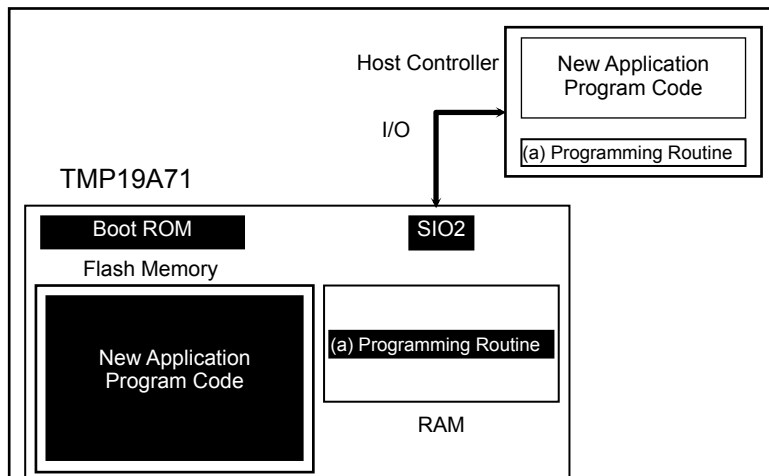 Host Controller
New Application
Program Code
(a) Programming Routine
I/O
TMP19A71
Boot ROM
SIO2
Flash Memory
New Application
Program Code
(a) Programming Routine
RAM